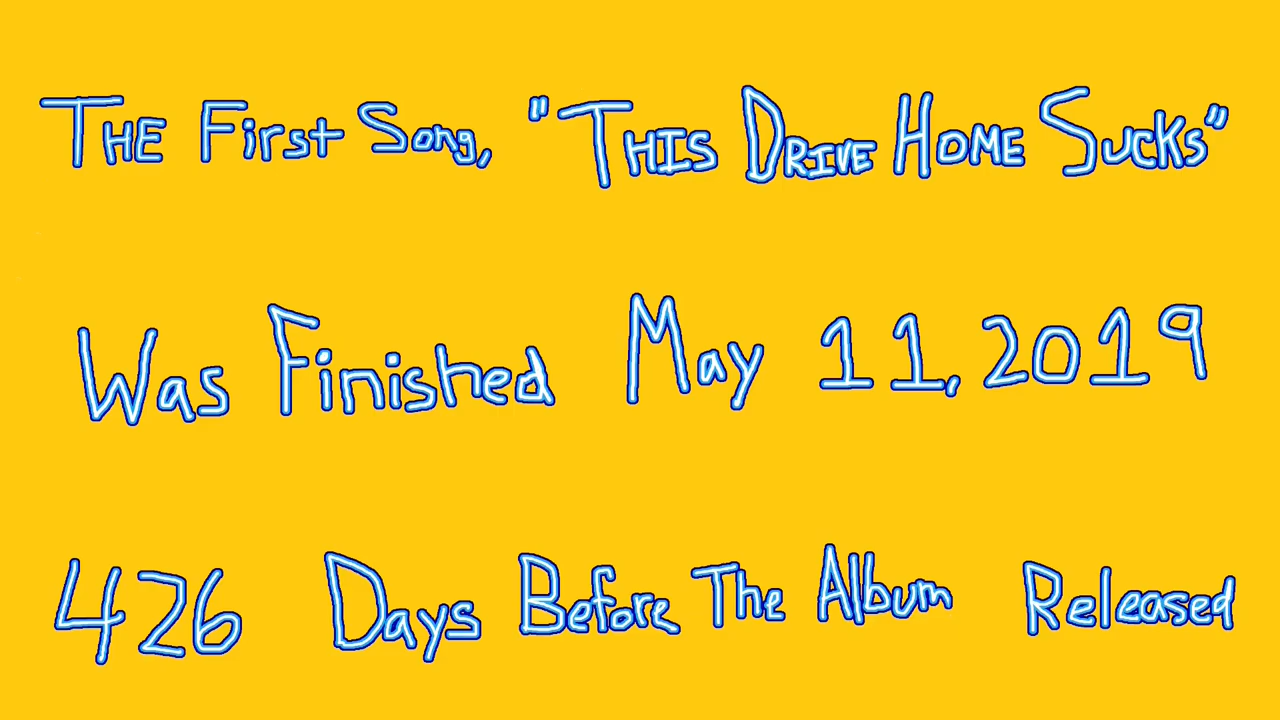 THE First Song, "THIS DRIVE HOME SUCKS"
Was Finished May 11, 2019
426 Days Before The Album Released